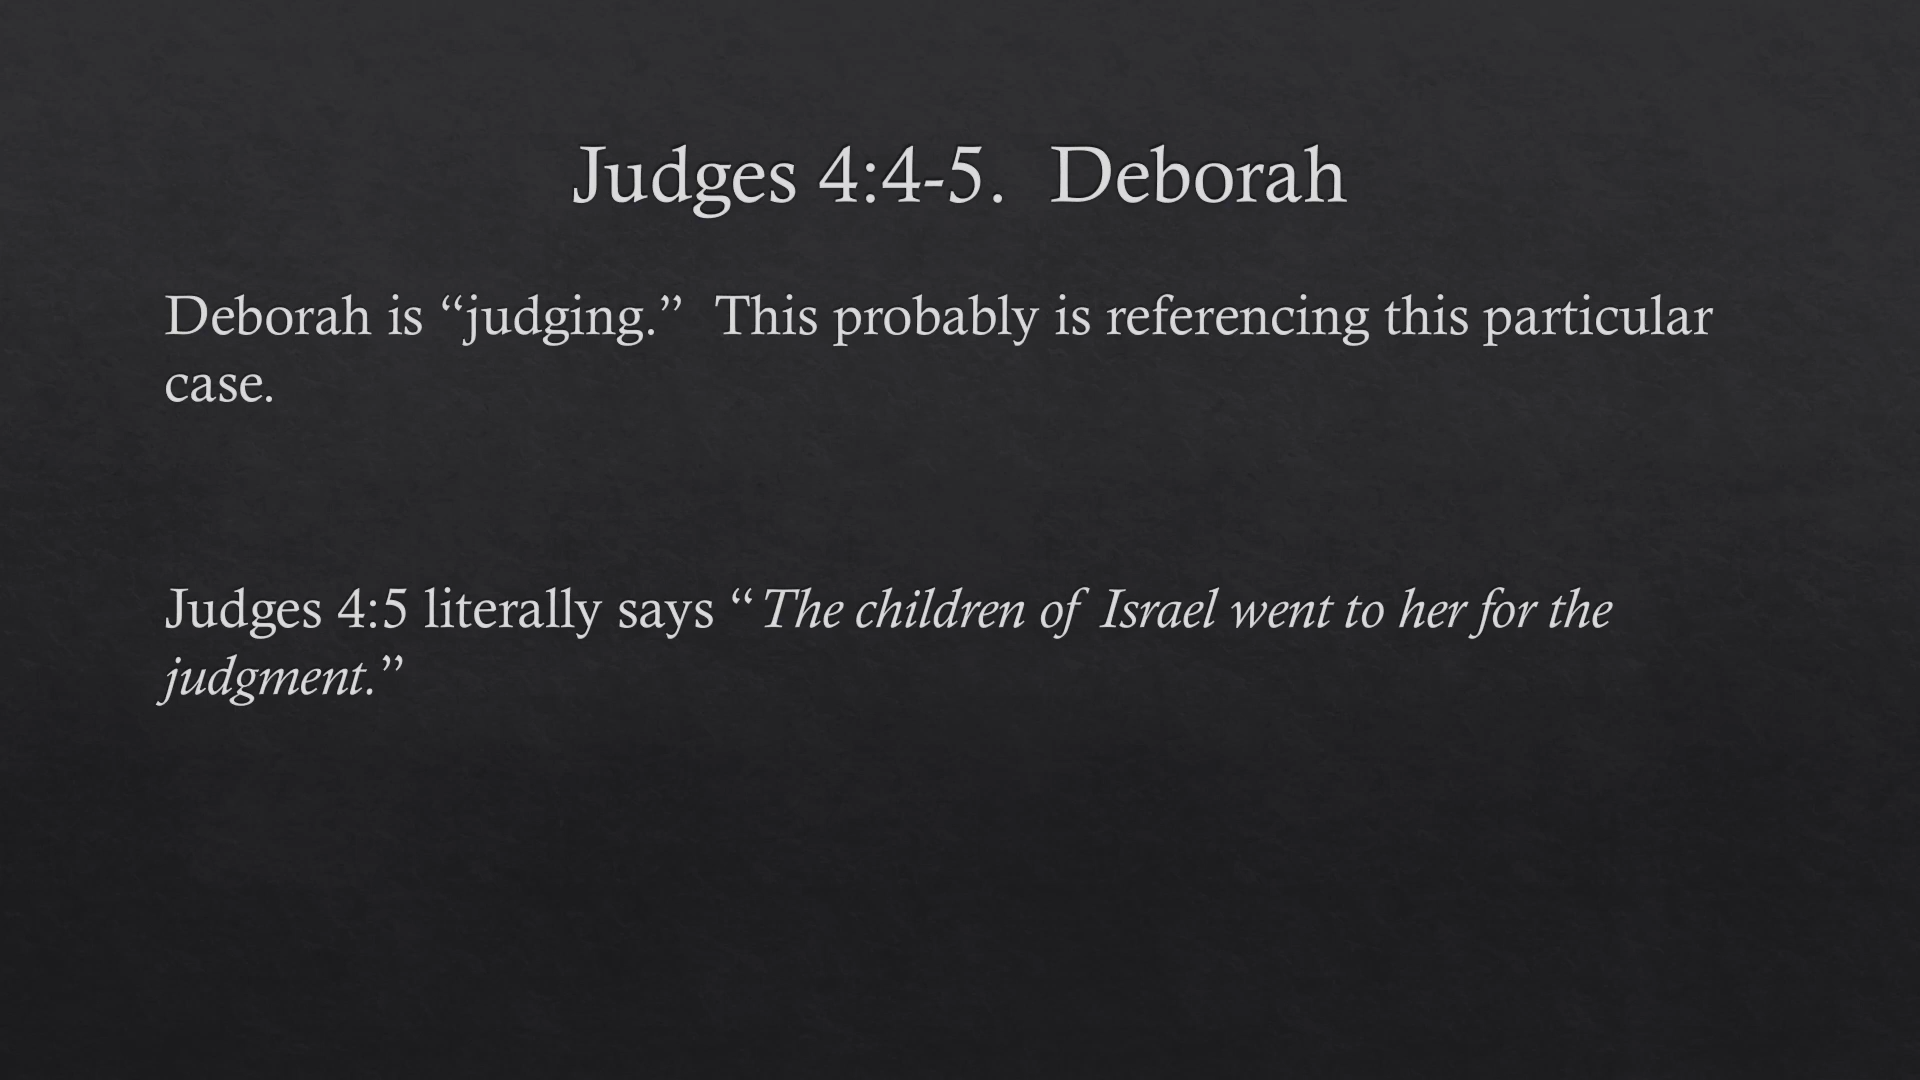 Judges 4:4-5.  Deborah
Deborah is “judging.”  This probably is referencing this particular
case.
Judges 4:5 literally says “The children of Israel went to her for the
judgment.”